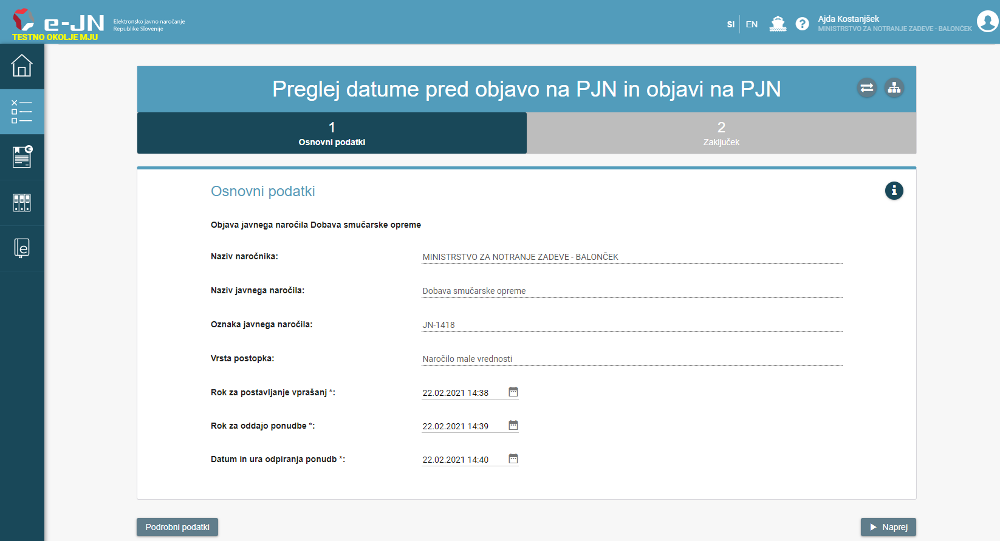 e-JN
Elektronsko javno naročanje
Republike Slovenije
TESTNO OKOLJE MJU
SI
EN
Ajda Kostanjšek
MINISTRSTVO ZA NOTRANJE ZADEVE - BALONČEK
Preglej datume pred objavo na PJN in objavi na PJN
1
Osnovni podatki
2
Zaključek
Osnovni podatki
Objava javnega naročila Dobava smučarske opreme
Naziv naročnika: MINISTRSTVO ZA NOTRANJE ZADEVE - BALONČEK
Naziv javnega naročila: Dobava smučarske opreme
Oznaka javnega naročila: JN-1418
Vrsta postopka: Naročilo male vrednosti
Rok za postavljanje vprašanj *: 22.02.2021 14:38
Rok za oddajo ponudbe *: 22.02.2021 14:39
Datum in ura odpiranja ponudb *: 22.02.2021 14:40
Podrobni podatki
Naprej